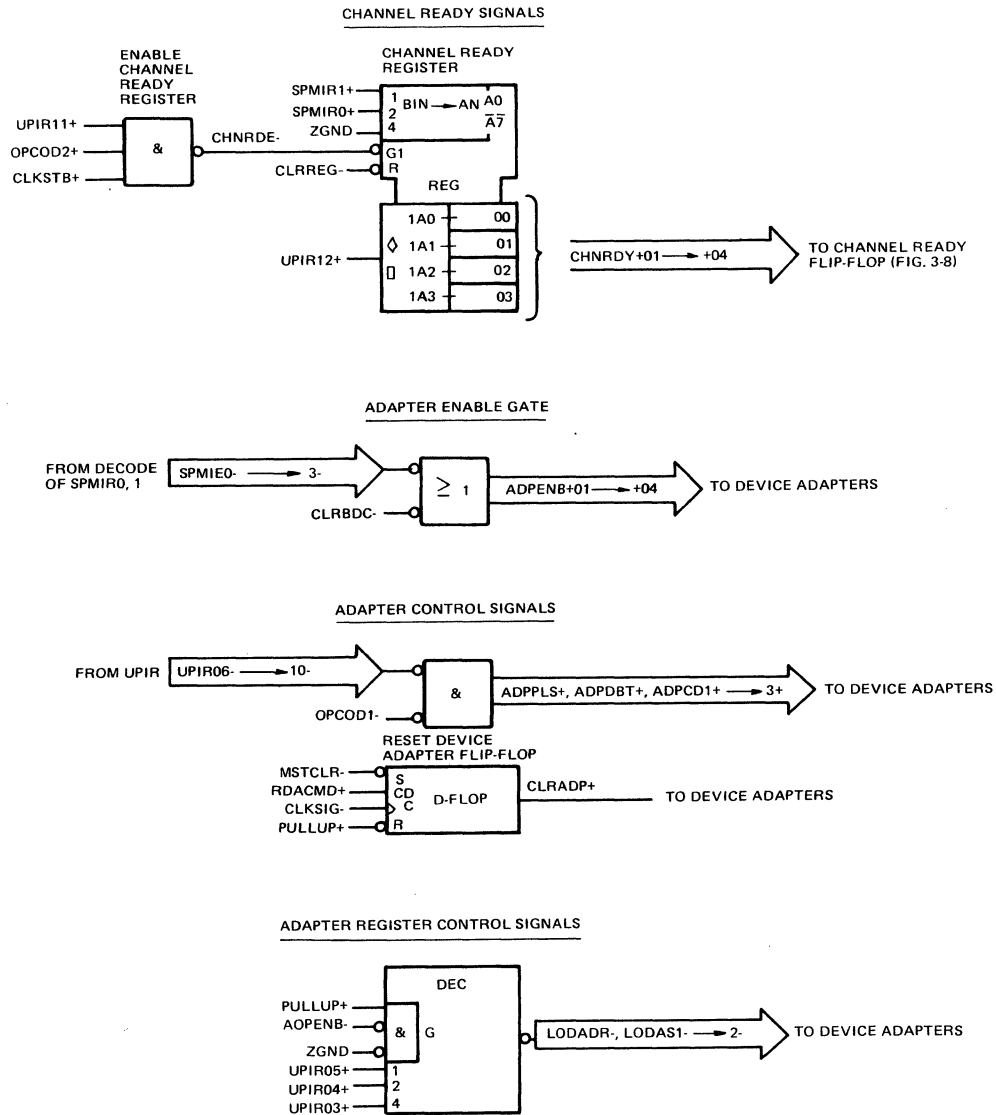 CHANNEL READY SIGNALS
ENABLE
CHANNEL
READY
REGISTER
CHANNEL READY
REGISTER
SPMIR1+
SPMIR0+
ZGND
1
2
4
BIN → AN
A0
A7
UPIR11+
OPCOD2+
CLKSTB+
&
CHNRDE-
CLRREG-
G1
R
REG
UPIR12+
1A0
00
1A1
01
1A2
02
1A3
03
CHNRDY+01 → +04
TO CHANNEL READY
FLIP-FLOP (FIG. 3-8)
ADAPTER ENABLE GATE
FROM DECODE
OF SPMIR0, 1
SPMIE0- → 3-
CLRBDC-
≥ 1
ADPENB+01 → +04
TO DEVICE ADAPTERS
ADAPTER CONTROL SIGNALS
FROM UPIR
UPIR06- → 10-
OPCOD1-
&
ADPPLS+, ADPDBT+, ADPCD1+ → 3+
TO DEVICE ADAPTERS
RESET DEVICE
ADAPTER FLIP-FLOP
MSTCLR-
RDACMD+
CLKSIG-
PULLUP+
S
CD
C
R
D-FLOP
CLRADP+
TO DEVICE ADAPTERS
ADAPTER REGISTER CONTROL SIGNALS
DEC
PULLUP+
AOPENB-
ZGND
& G
UPIR05+
UPIR04+
UPIR03+
1
2
4
LODADR-, LODAS1- → 2-
TO DEVICE ADAPTERS